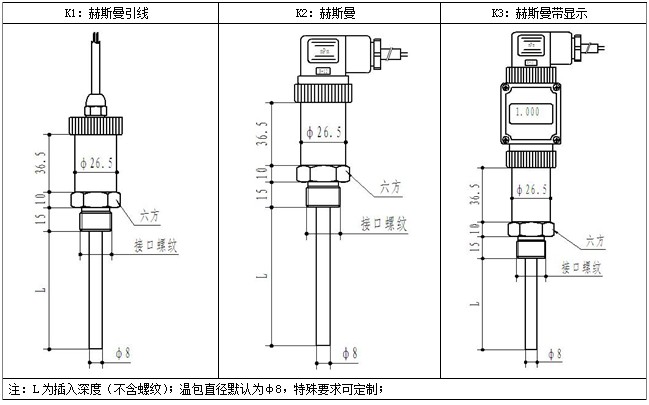 K1：赫斯曼引线
K2：赫斯曼
K3：赫斯曼带显示
36.5
φ26.5
10
15
六方
接口螺纹
L
φ8
36.5
φ26.5
10
15
六方
接口螺纹
L
φ8
1.000
36.5
φ26.5
10
15
六方
接口螺纹
L
φ8
注：L为插入深度（不含螺纹）；温包直径默认为φ8，特殊要求可定制；